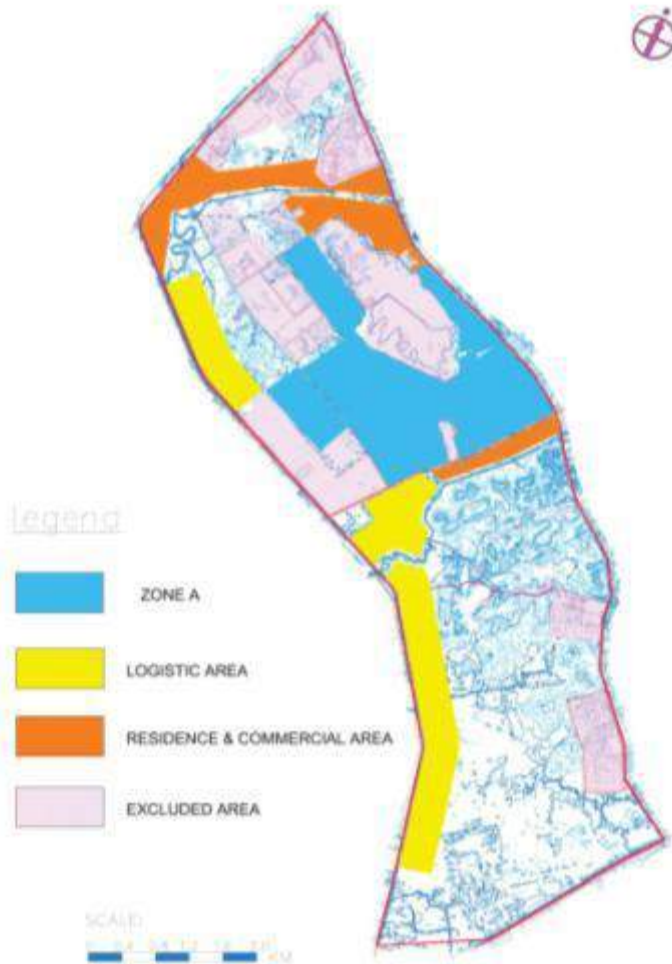 legend
ZONE A
LOGISTIC AREA
RESIDENCE & COMMERCIAL AREA
EXCLUDED AREA
SCALE:
KM